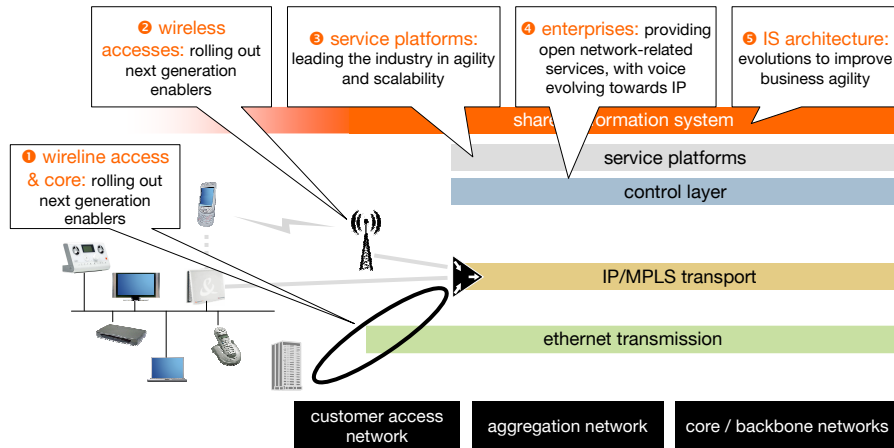 ❷ wireless
accesses: rolling out
next generation
enablers
❸ service platforms:
leading the industry in agility
and scalability
❹ enterprises: providing
open network-related
services, with voice
evolving towards IP
❺ IS architecture:
evolutions to improve
business agility
❶ wireline access
& core: rolling out
next generation
enablers
information system
service platforms
control layer
IP/MPLS transport
ethernet transmission
&
customer access
network
aggregation network
core / backbone networks